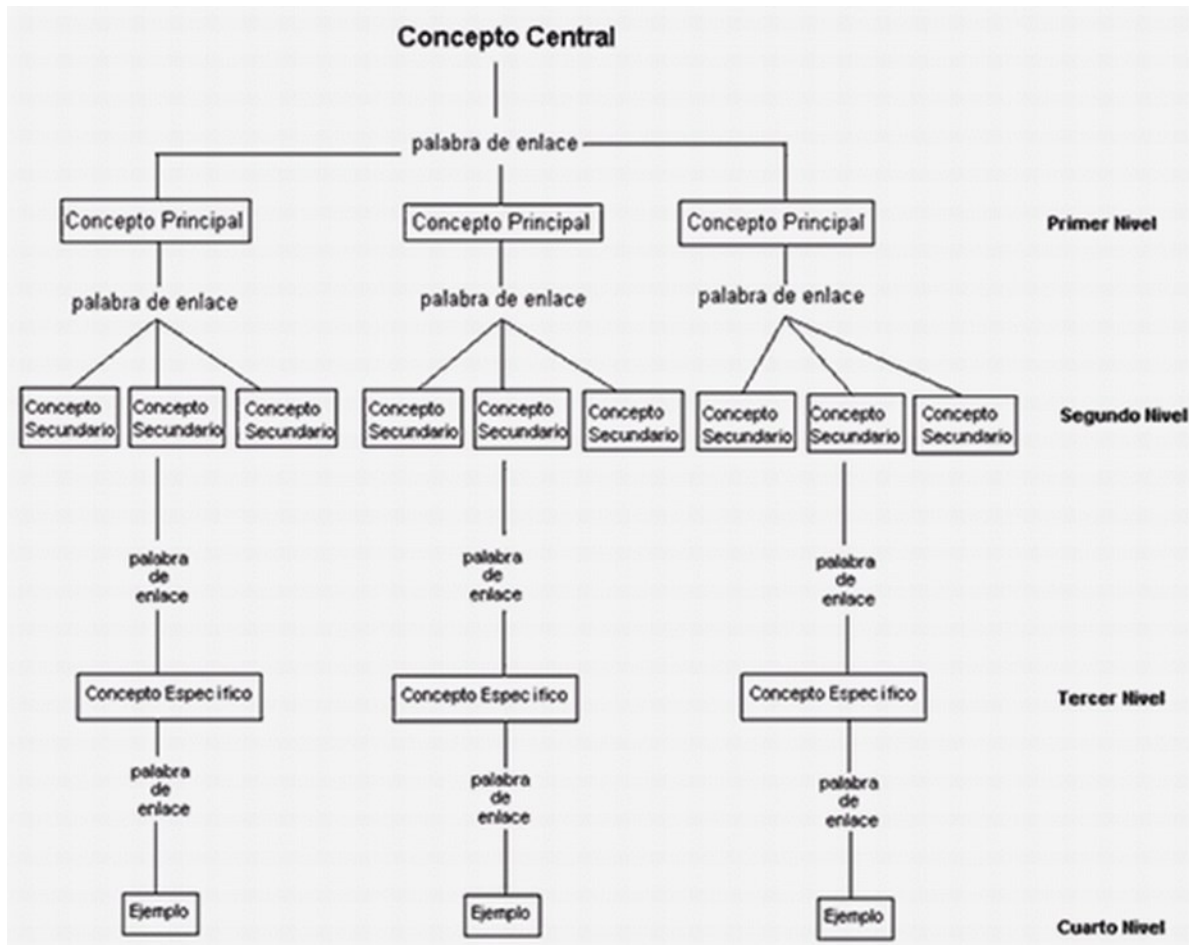 Concepto Central
palabra de enlace
Concepto Principal Concepto Principal Concepto Principal Primer Nivel
palabra de enlace palabra de enlace palabra de enlace
Concepto Concepto Concepto Concepto Concepto Concepto Concepto Concepto Concepto Segundo Nivel
Secundario Secundario Secundario Secundario Secundario Secundario Secundario Secundario Secundario
palabra palabra palabra
de de de
enlace enlace enlace
Concepto Especifico Concepto Especifico Concepto Especifico Tercer Nivel
palabra palabra palabra
de de de
enlace enlace enlace
Ejemplo Ejemplo Ejemplo
Cuarto Nivel